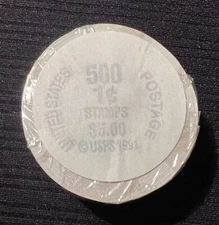 UNITED STATES
POSTAGE
500
1¢
STAMPS
$5.00
© USPS 1991